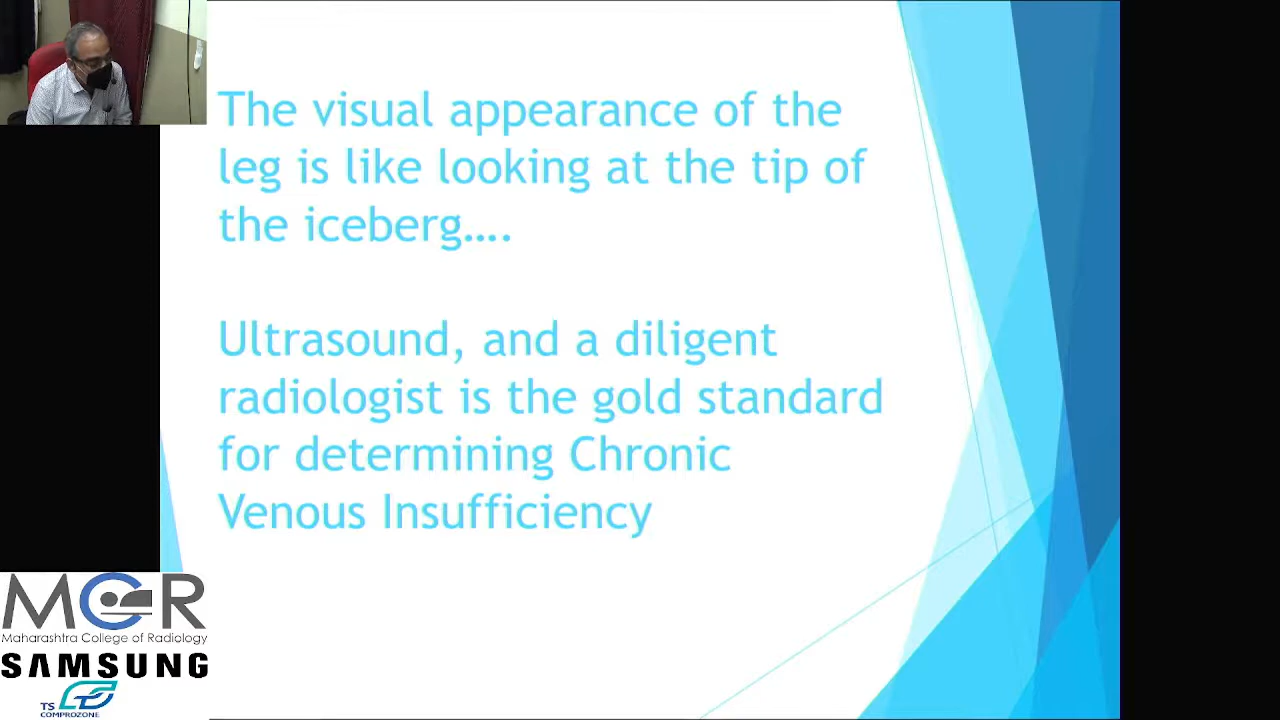 The visual appearance of the
leg is like looking at the tip of
the iceberg....
Ultrasound, and a diligent
radiologist is the gold standard
for determining Chronic
Venous Insufficiency
MCR
Maharashtra College of Radiology
SAMSUNG
TS
COMPROZONE